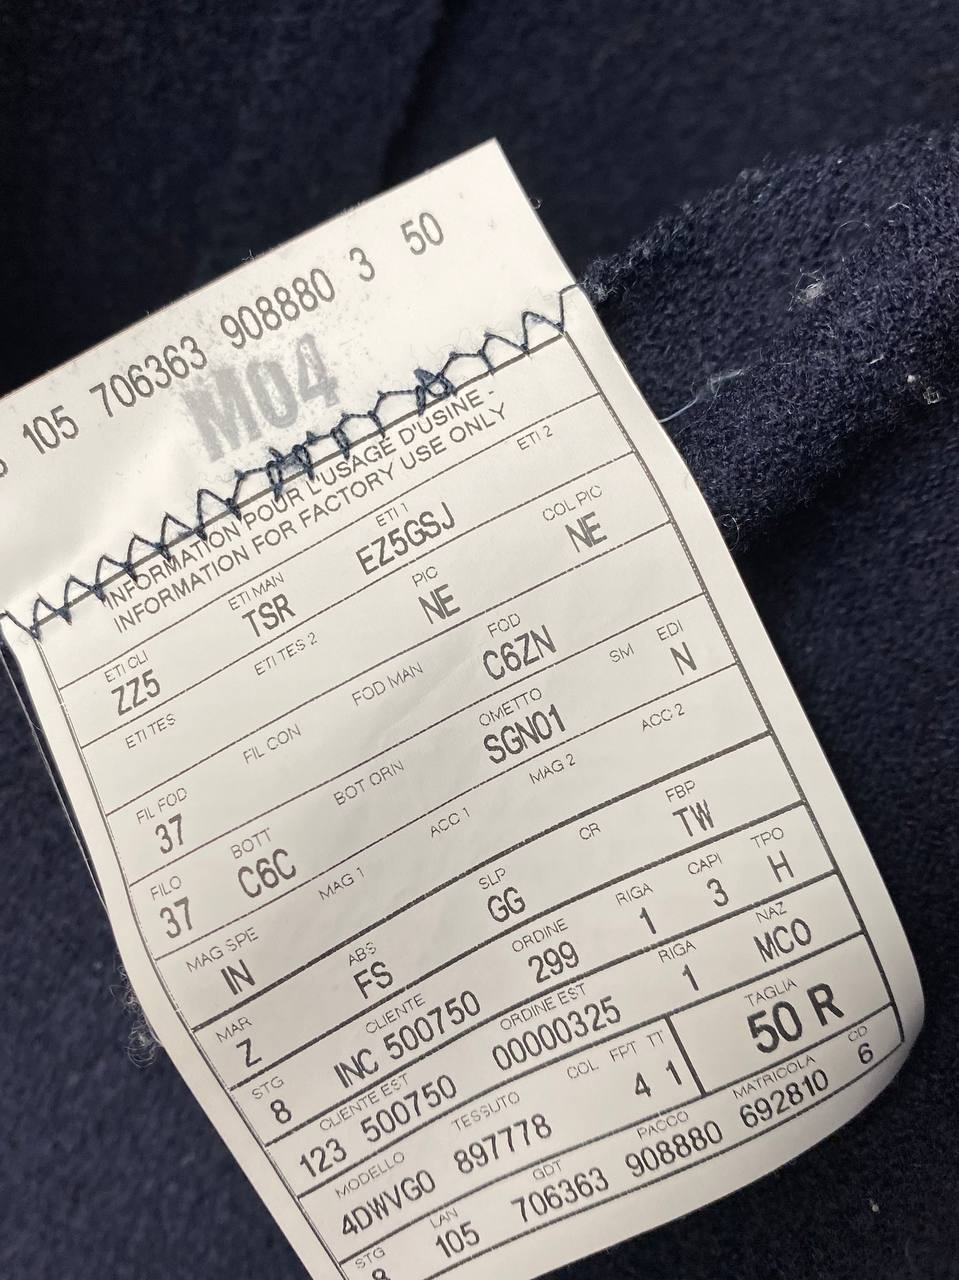 105 706363 908880 3 50
M04
INFORMATION POUR L'USAGE D'USINE -
INFORMATION FOR FACTORY USE ONLY
ETI CLI ETI MAN ETI 1 ETI 2
ZZ5 TSR EZ5GSJ
ETI TES ETI TES 2 PIC COL PIC
NE NE
FIL FOD FIL CON FOD MAN FOD
37 C6ZN
FILO BOTT BOT ORN OMETTO SM EDI
37 C6C SGN01 N
MAG SPE MAG 1 ACC 1 MAG 2 ACC 2
IN
MAR ABS SLP CR FBP
Z FS GG TW
STG CLIENTE ORDINE RIGA CAPI TPO
8 INC 500750 299 1 3 H
CLIENTE EST ORDINE EST RIGA NAZ
123 500750 00000325 1 MCO
MODELLO TESSUTO COL FPT TT TAGLIA
4DWVG0 897778 4 1 50 R
STG LAN GDT PACCO MATRICOLA CD
8 105 706363 908880 692810 6